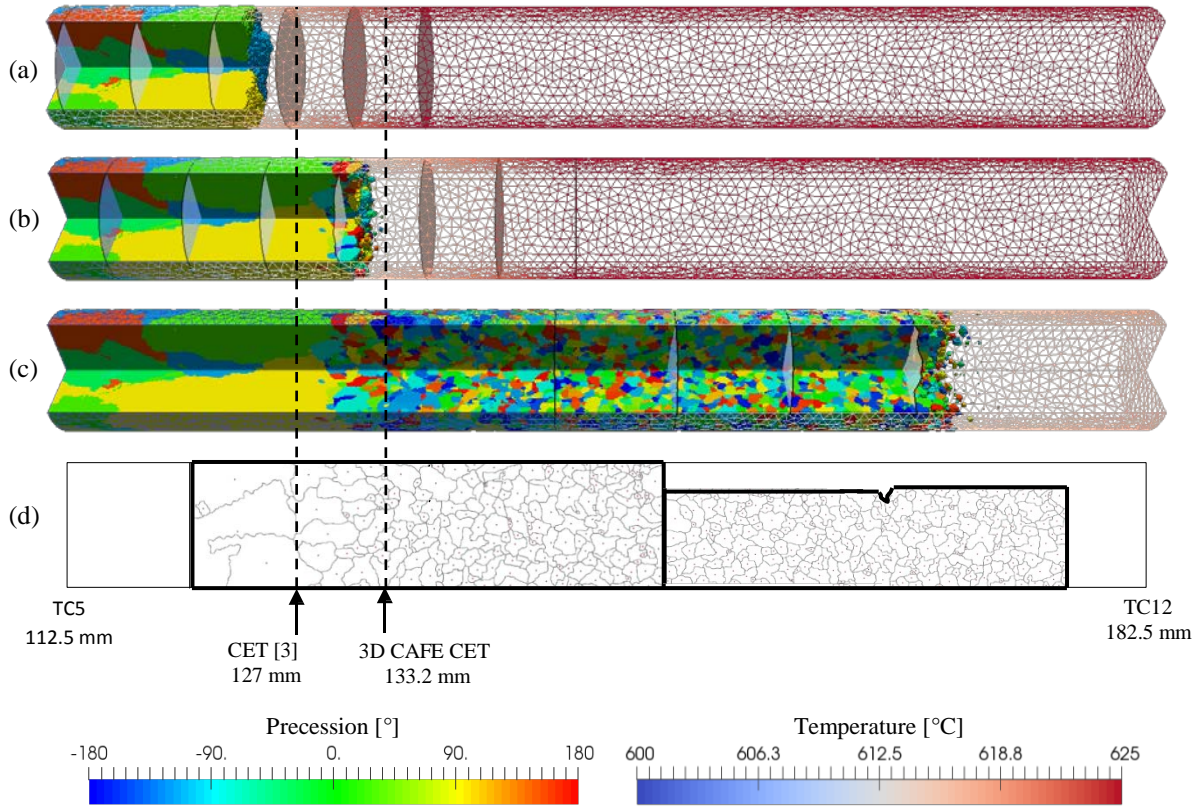 (a)
(b)
(c)
(d)
TC5
112.5 mm
TC12
182.5 mm
CET [3]
127 mm
3D CAFE CET
133.2 mm
Precession [°]
-180 -90. 0. 90. 180
Temperature [°C]
600 606.3 612.5 618.8 625